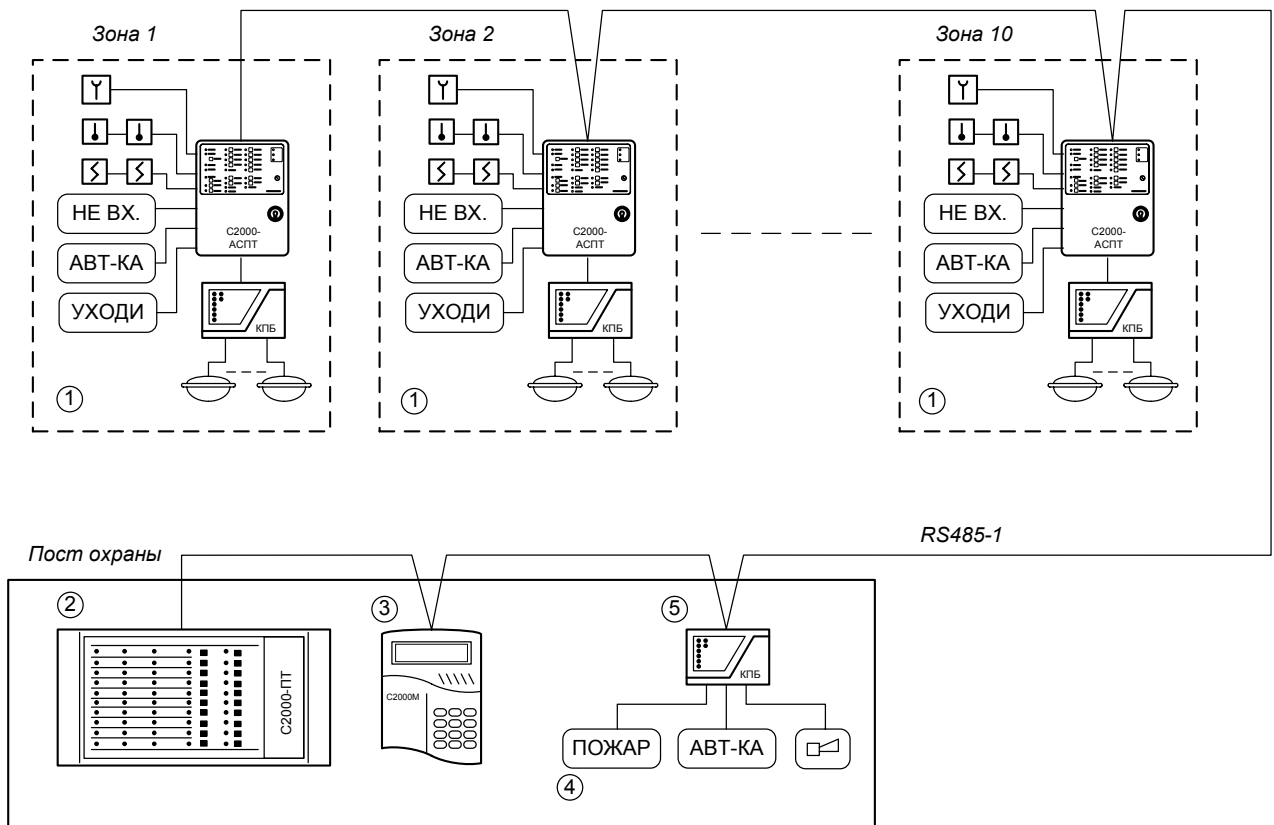 Зона 1
Зона 2
Зона 10
С2000-
АСПТ
С2000-
АСПТ
С2000-
АСПТ
НЕ ВХ.
НЕ ВХ.
НЕ ВХ.
АВТ-КА
АВТ-КА
АВТ-КА
УХОДИ
УХОДИ
УХОДИ
КПБ
КПБ
КПБ
1
1
1
RS485-1
Пост охраны
2
3
5
С2000-ПТ
С2000М
КПБ
ПОЖАР
АВТ-КА
4